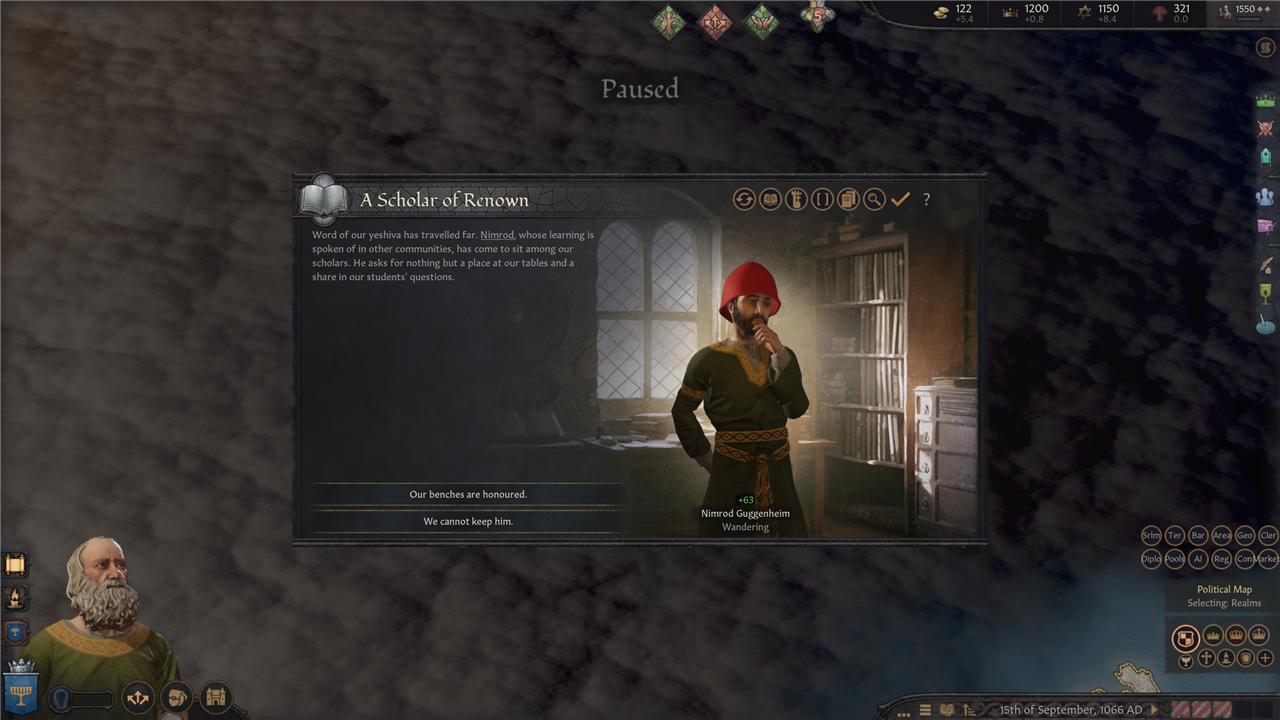 122
+5.4
1200
+0.8
1150
+8.4
321
0.0
1550
5
Paused
A Scholar of Renown
?
Word of our yeshiva has travelled far. Nimrod, whose learning is
spoken of in other communities, has come to sit among our
scholars. He asks for nothing but a place at our tables and a
share in our students' questions.
Our benches are honoured.
We cannot keep him.
+63
Nimrod Guggenheim
Wandering
Srlm Ter Bar Area Geo Cler
Diplo Pools AI Reg Con Market
Political Map
Selecting: Realms
15th of September, 1066 AD